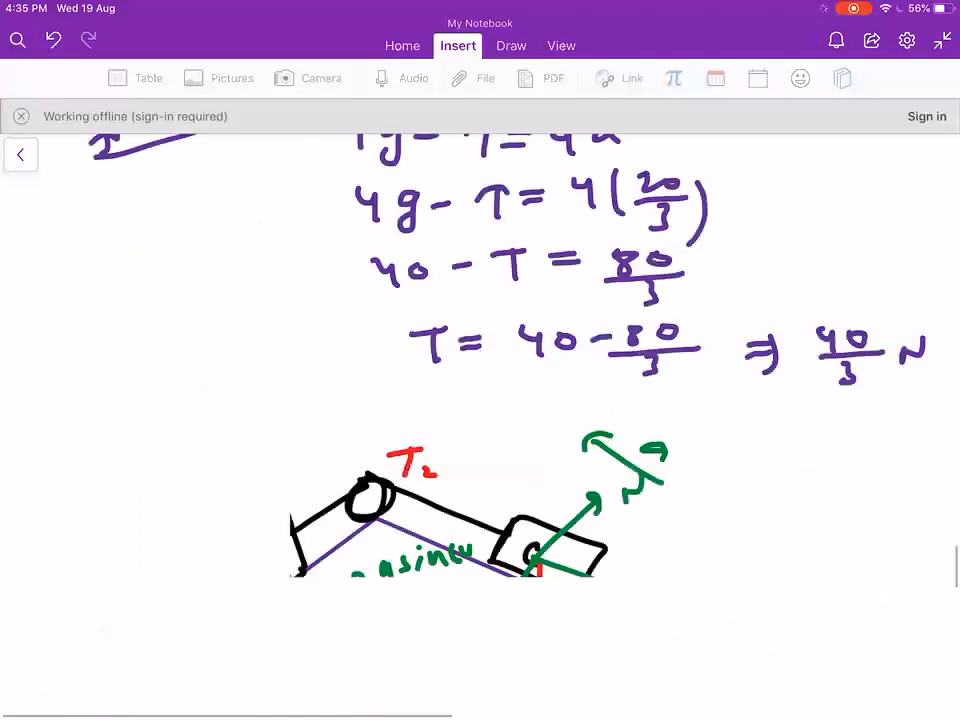 4:35 PM Wed 19 Aug
56%
My Notebook
Home Insert Draw View
Table Pictures Camera Audio File PDF Link
Working offline (sign-in required)
Sign in
4g - T = 4a
4g - T = 4(20/3)
40 - T = 80/3
T = 40 - 80/3 ⇒ 40/3 N
T₂
a
N